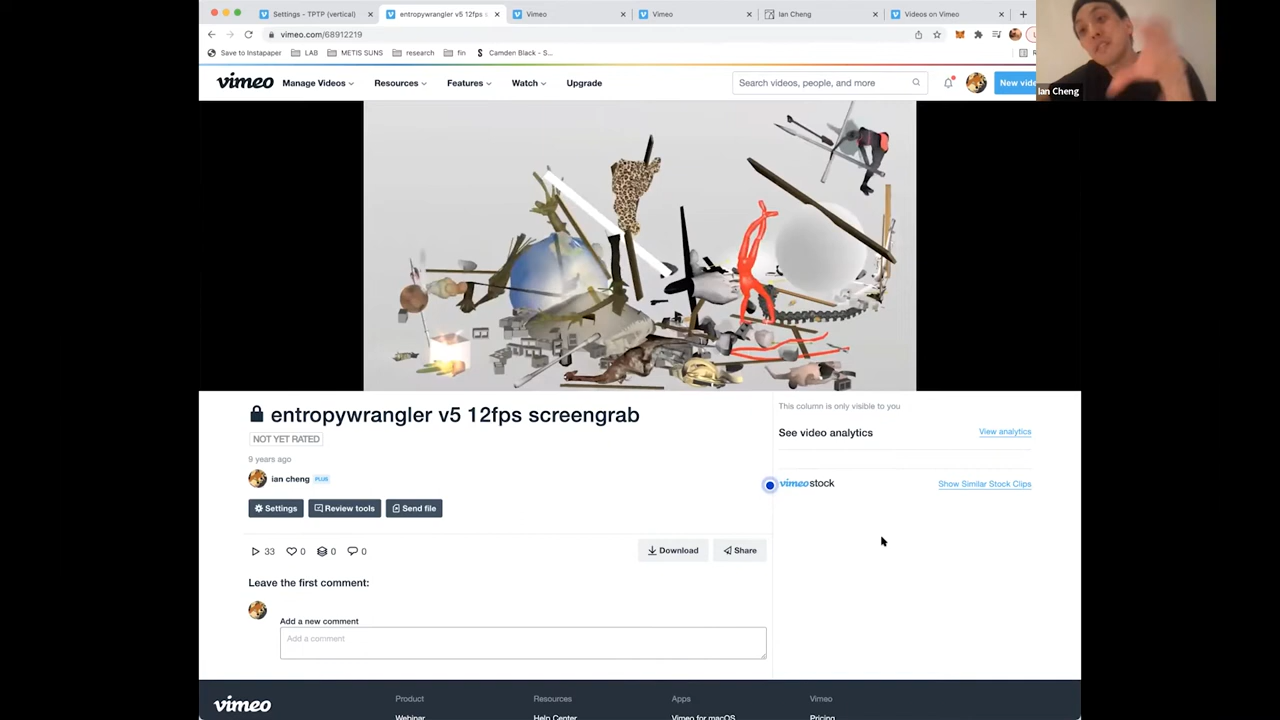 Settings - TPTP (vertical)
entropywrangler v5 12fps s
Vimeo
Vimeo
Ian Cheng
Videos on Vimeo
vimeo.com/68912219
Save to Instapaper
LAB
METIS SUNS
research
fin
Camden Black - S...
vimeo
Manage Videos
Resources
Features
Watch
Upgrade
Search videos, people, and more
New vide
Ian Cheng
entropywrangler v5 12fps screengrab
NOT YET RATED
9 years ago
ian cheng
PLUS
Settings
Review tools
Send file
33
0
0
0
Download
Share
Leave the first comment:
Add a new comment
Add a comment
This column is only visible to you
See video analytics
View analytics
vimeo stock
Show Similar Stock Clips
vimeo
Product
Resources
Apps
Vimeo
Webinar
Help Center
Vimeo for macOS
Pricing